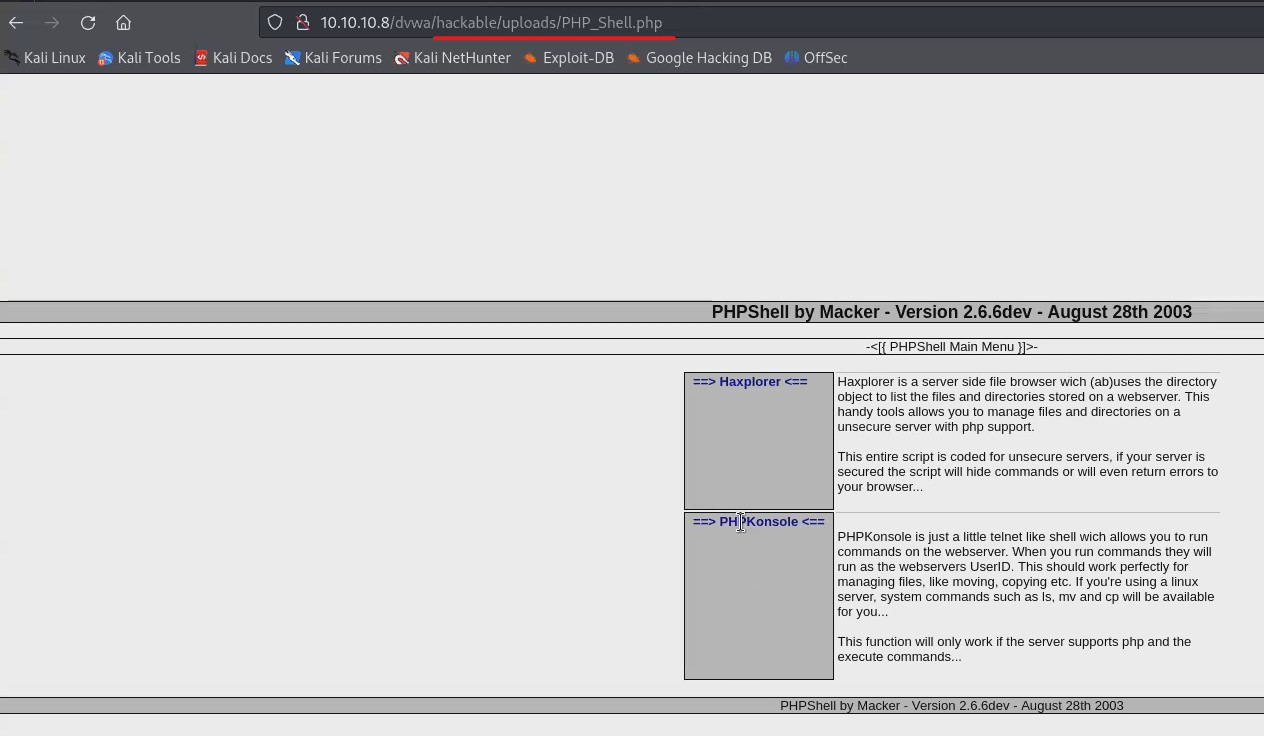 10.10.10.8/dvwa/hackable/uploads/PHP_Shell.php
Kali Linux Kali Tools Kali Docs Kali Forums Kali NetHunter Exploit-DB Google Hacking DB OffSec
PHPShell by Macker - Version 2.6.6dev - August 28th 2003
-<[{ PHPShell Main Menu }]>-
==> Haxplorer <==
Haxplorer is a server side file browser wich (ab)uses the directory
object to list the files and directories stored on a webserver. This
handy tools allows you to manage files and directories on a
unsecure server with php support.
This entire script is coded for unsecure servers, if your server is
secured the script will hide commands or will even return errors to
your browser...
==> PHPKonsole <==
PHPKonsole is just a little telnet like shell wich allows you to run
commands on the webserver. When you run commands they will
run as the webservers UserID. This should work perfectly for
managing files, like moving, copying etc. If you're using a linux
server, system commands such as ls, mv and cp will be available
for you...
This function will only work if the server supports php and the
execute commands...
PHPShell by Macker - Version 2.6.6dev - August 28th 2003